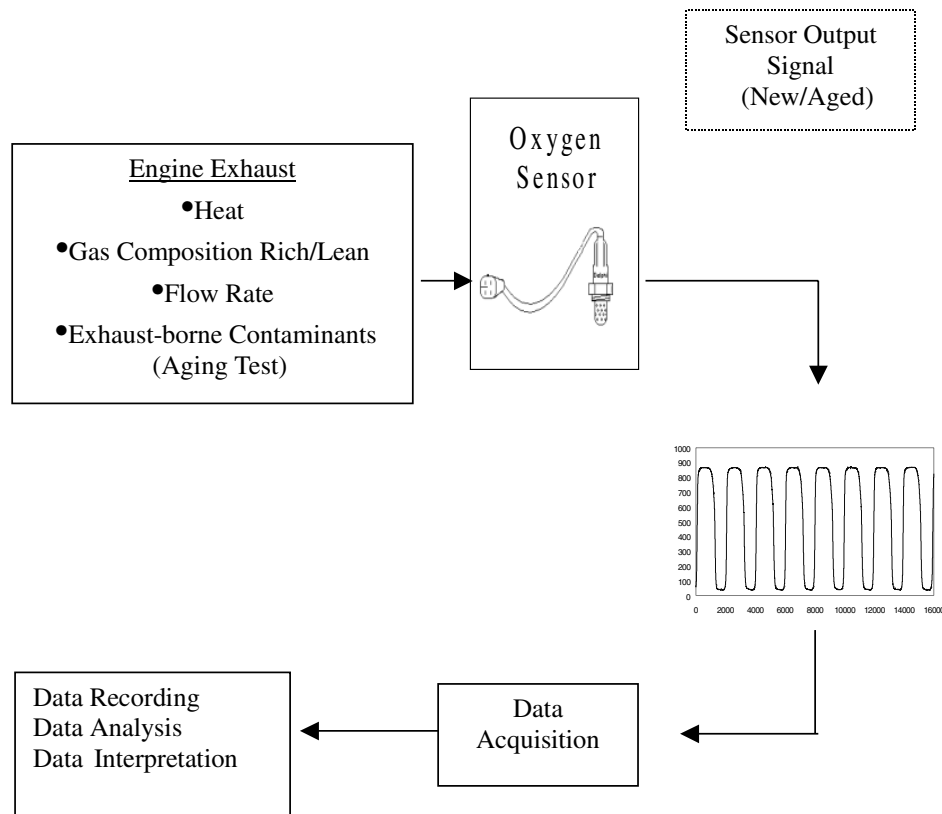 Sensor Output
Signal
(New/Aged)
Oxygen
Sensor
Engine Exhaust
•Heat
•Gas Composition Rich/Lean
•Flow Rate
•Exhaust-borne Contaminants
(Aging Test)
Delphi
1000
900
800
700
600
500
400
300
200
100
0
0 2000 4000 6000 8000 10000 12000 14000 16000
Data Recording
Data Analysis
Data Interpretation
Data
Acquisition